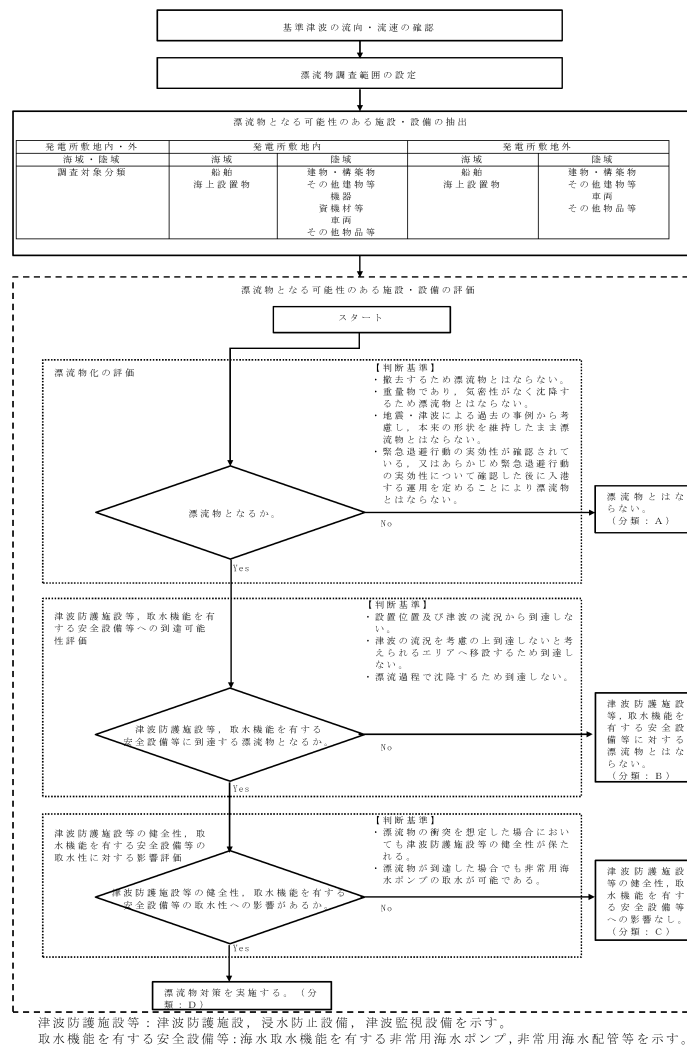 基準津波の流向・流速の確認
漂流物調査範囲の設定
漂流物となる可能性のある施設・設備の抽出
発電所敷地内・外 発電所敷地内 発電所敷地外
海域・陸域 海域 陸域 海域 陸域
調査対象分類 船舶 建物・構築物 船舶 建物・構築物
海上設置物 その他建物等 海上設置物 その他建物等
機器 車両
資機材等 その他物品等
車両
その他物品等
漂流物となる可能性のある施設・設備の評価
スタート
漂流物化の評価
【判断基準】
・撤去するため漂流物とはならない。
・重量物であり，気密性がなく沈降す
るため漂流物とはならない。
・地震・津波による過去の事例から考
慮し，本来の形状を維持したまま漂
流物とはならない。
・緊急退避行動の実効性が確認されて
いる，又はあらかじめ緊急退避行動
の実効性について確認した後に入港
する運用を定めることにより漂流物
とはならない。
漂流物となるか。
No
漂流物とはな
らない。
（分類：A）
Yes
津波防護施設等，取水機能を有
する安全設備等への到達可能
性評価
【判断基準】
・設置位置及び津波の流況から到達しな
い。
・津波の流況を考慮の上到達しないと考
えられるエリアへ移設するため到達し
ない。
・漂流過程で沈降するため到達しない。
津波防護施設等，取水機能を有する
安全設備等に到達する漂流物となるか。
No
津波防護施設
等，取水機能を
有する安全設
備等に対する
漂流物とはな
らない。
（分類：B）
Yes
津波防護施設等の健全性，取
水機能を有する安全設備等の
取水性に対する影響評価
【判断基準】
・漂流物の衝突を想定した場合におい
ても津波防護施設等の健全性が保た
れる。
・漂流物が到達した場合でも非常用海
水ポンプの取水が可能である。
津波防護施設等の健全性，取水機能を有する
安全設備等の取水性への影響があるか。
No
津波防護施設
等の健全性，取
水機能を有す
る安全設備等
への影響なし。
（分類：C）
Yes
漂流物対策を実施する。（分
類：D）
津波防護施設等：津波防護施設，浸水防止設備，津波監視設備を示す。
取水機能を有する安全設備等：海水取水機能を有する非常用海水ポンプ，非常用海水配管等を示す。